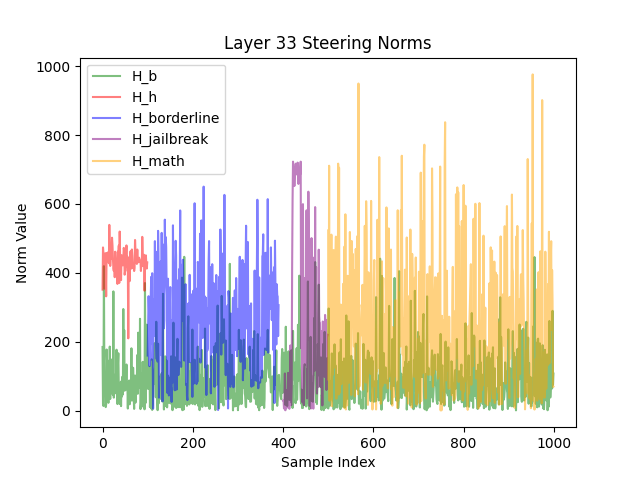 Layer 33 Steering Norms
H_b
H_h
H_borderline
H_jailbreak
H_math
Norm Value
1000
800
600
400
200
0
0 200 400 600 800 1000
Sample Index